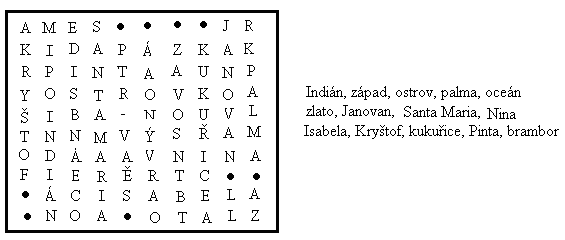 A M E S • • • • J R
K I D A P Á Z K A K
R P I N T A A U N P
Y O S T R O V K O A
Š I B A - N O U V L
T N N M V Ý S Ř A M
O D Á A A V N I N A
F I E R Ě R T C • •
• Á C I S A B E L A
• N O A • O T A L Z
Indián, západ, ostrov, palma, oceán
zlato, Janovan, Santa Maria, Nina
Isabela, Kryštof, kukuřice, Pinta, brambor